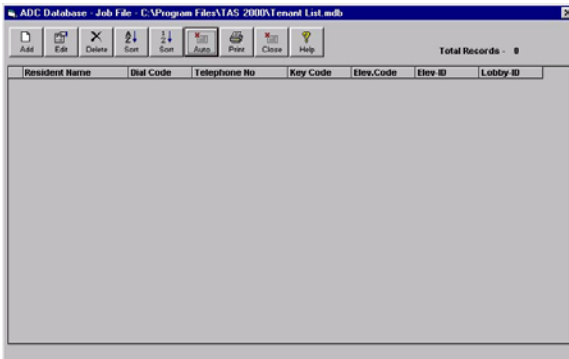 ADC Database - Job File - C:\Program Files\TAS 2000\Tenant List.mdb
Add Edit Delete Sort Sort Auto Print Close Help
Total Records - 0
Resident Name Dial Code Telephone No Key Code Elev.Code Elev-ID Lobby-ID